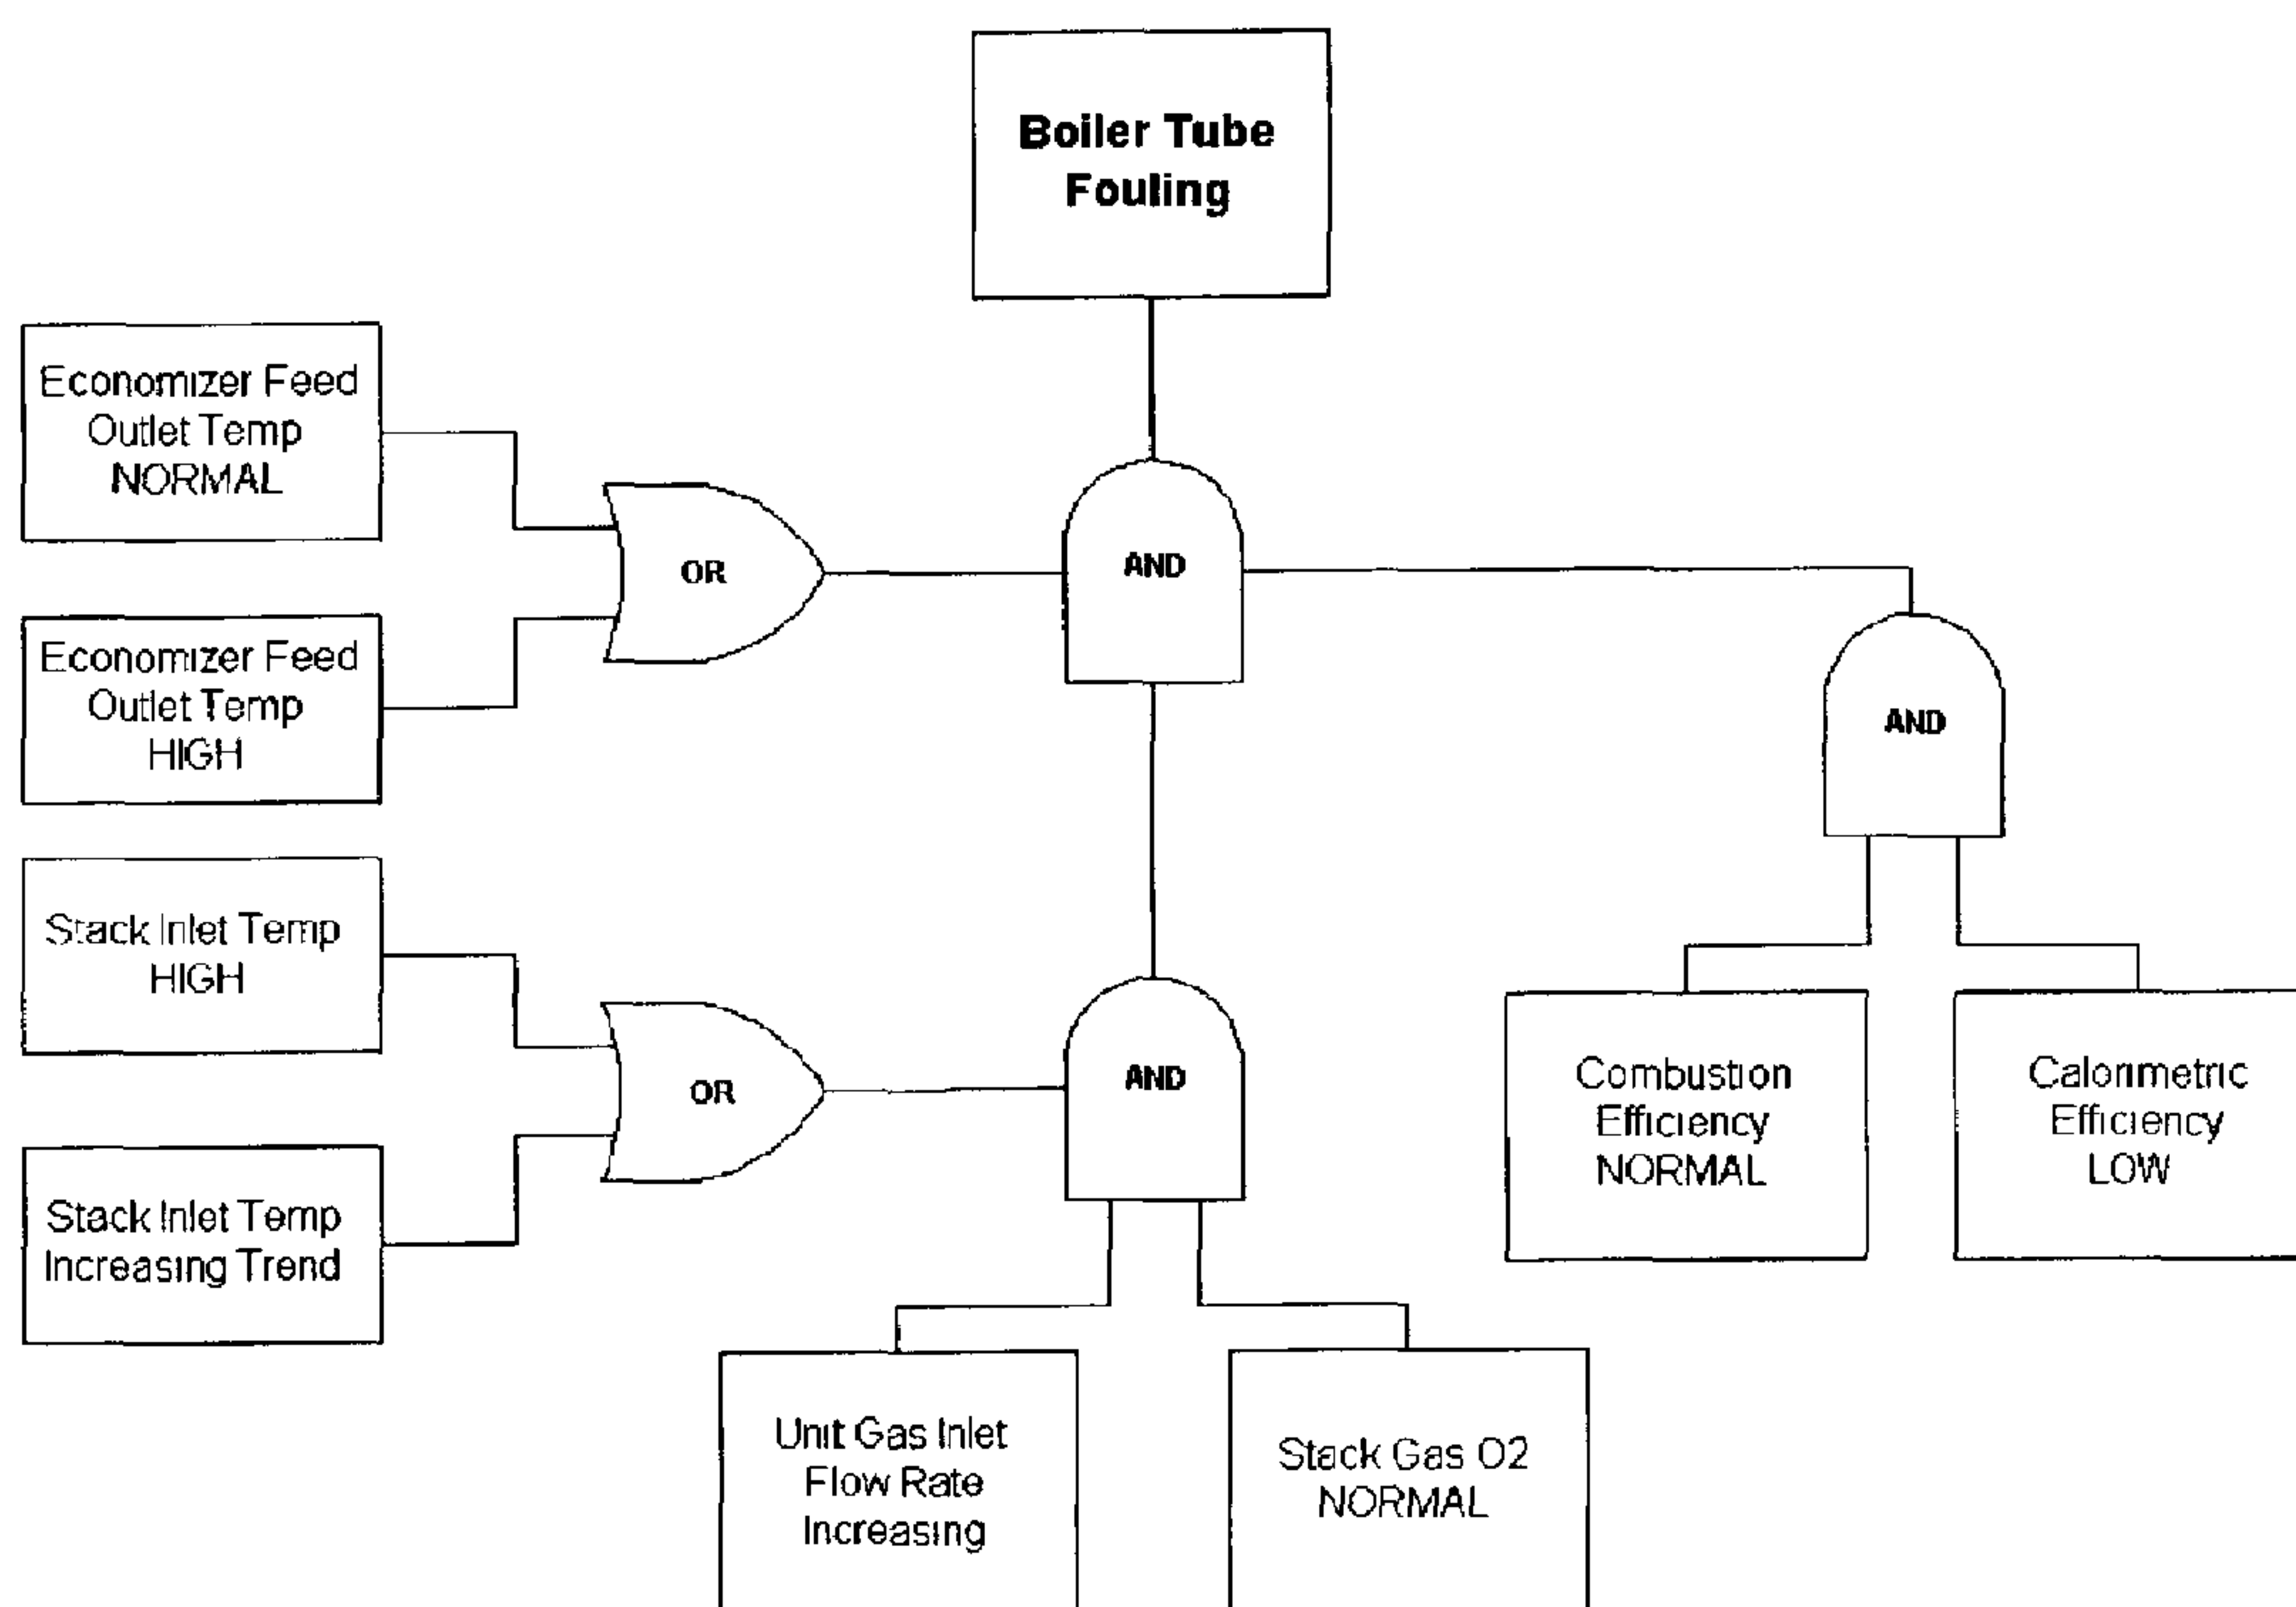 Boiler Tube
Fouling
Economizer Feed
Outlet Temp
NORMAL
OR
AND
Economizer Feed
Outlet Temp
HIGH
AND
Stack Inlet Temp
HIGH
OR
AND
Combustion
Efficiency
NORMAL
Calorimetric
Efficiency
LOW
Stack Inlet Temp
Increasing Trend
Unit Gas Inlet
Flow Rate
Increasing
Stack Gas O2
NORMAL